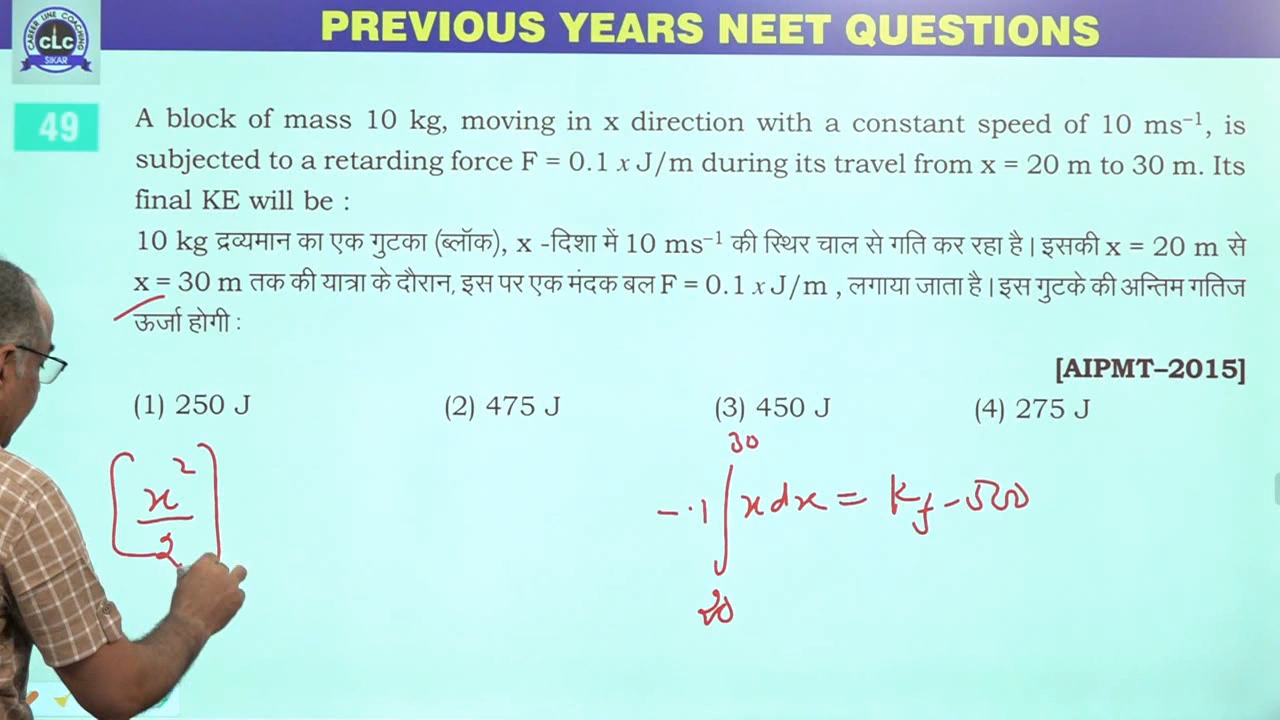 PREVIOUS YEARS NEET QUESTIONS
CAREER LINE COACHING
CLC
SIKAR
49
A block of mass 10 kg, moving in x direction with a constant speed of 10 ms⁻¹, is
subjected to a retarding force F = 0.1 x J/m during its travel from x = 20 m to 30 m. Its
final KE will be :
10 kg द्रव्यमान का एक गुटका (ब्लॉक), x -दिशा में 10 ms⁻¹ की स्थिर चाल से गति कर रहा है। इसकी x = 20 m से
x = 30 m तक की यात्रा के दौरान, इस पर एक मंदक बल F = 0.1 x J/m , लगाया जाता है। इस गुटके की अन्तिम गतिज
ऊर्जा होगी :
[AIPMT–2015]
(1) 250 J (2) 475 J (3) 450 J (4) 275 J
30
[x²/2] -.1 ∫ x dx = Kf - 500
20